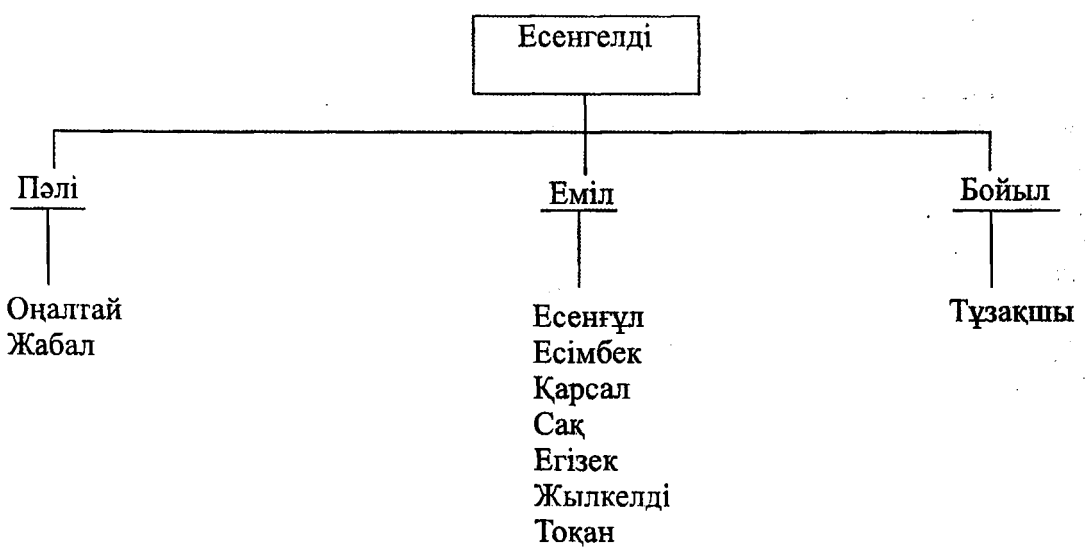 Есенгелді
Пәлі
Еміл
Бойыл
Оңалтай
Жабал
Есенғұл
Есімбек
Қарсал
Сақ
Егізек
Жылкелді
Тоқан
Тұзақшы